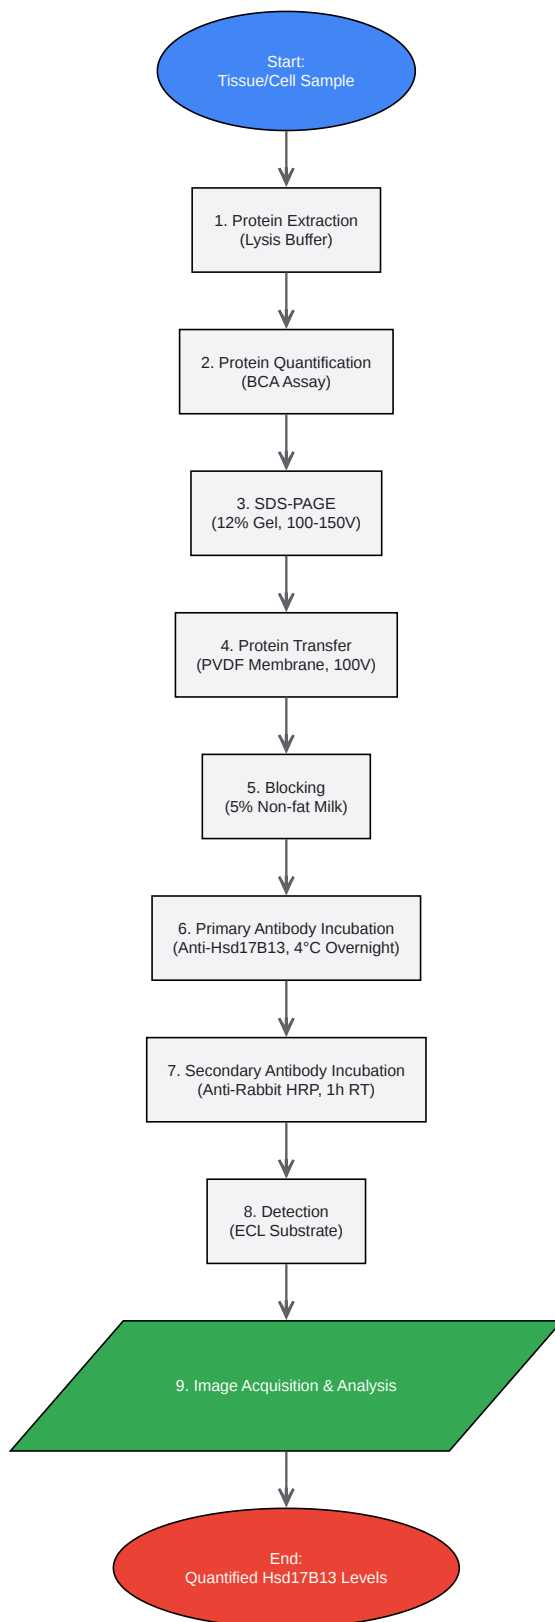 Start:
Tissue/Cell Sample
1. Protein Extraction
(Lysis Buffer)
2. Protein Quantification
(BCA Assay)
3. SDS-PAGE
(12% Gel, 100-150V)
4. Protein Transfer
(PVDF Membrane, 100V)
5. Blocking
(5% Non-fat Milk)
6. Primary Antibody Incubation
(Anti-Hsd17B13, 4°C Overnight)
7. Secondary Antibody Incubation
(Anti-Rabbit HRP, 1h RT)
8. Detection
(ECL Substrate)
9. Image Acquisition & Analysis
End:
Quantified Hsd17B13 Levels